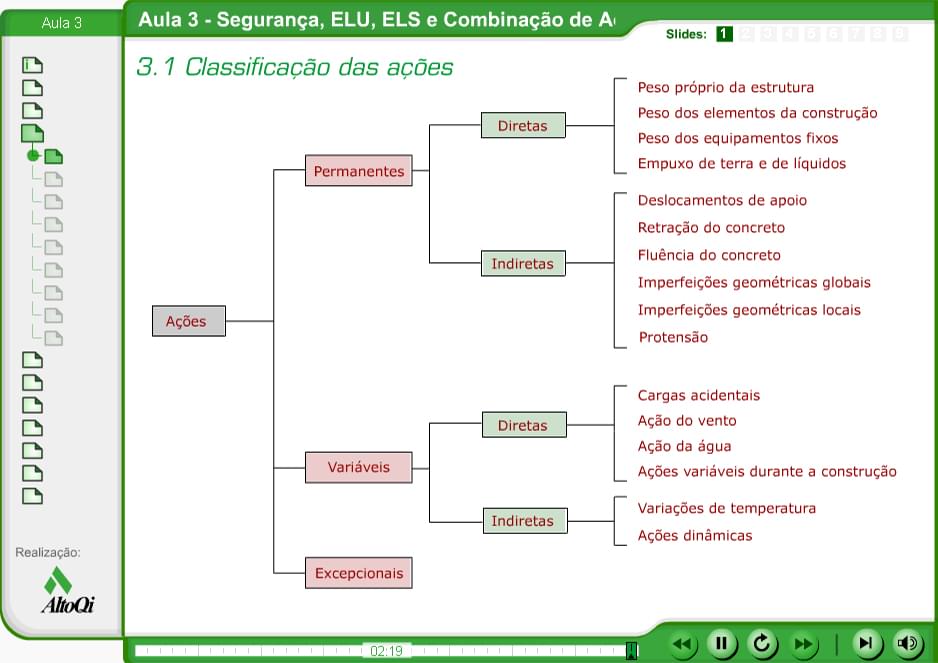 Aula 3
Aula 3 - Segurança, ELU, ELS e Combinação de A
Slides: 1 2 3 4 5 6 7 8 9
3.1 Classificação das ações
Ações
Permanentes
Diretas
Peso próprio da estrutura
Peso dos elementos da construção
Peso dos equipamentos fixos
Empuxo de terra e de líquidos
Indiretas
Deslocamentos de apoio
Retração do concreto
Fluência do concreto
Imperfeições geométricas globais
Imperfeições geométricas locais
Protensão
Variáveis
Diretas
Cargas acidentais
Ação do vento
Ação da água
Ações variáveis durante a construção
Indiretas
Variações de temperatura
Ações dinâmicas
Excepcionais
Realização:
AltoQi
02:19